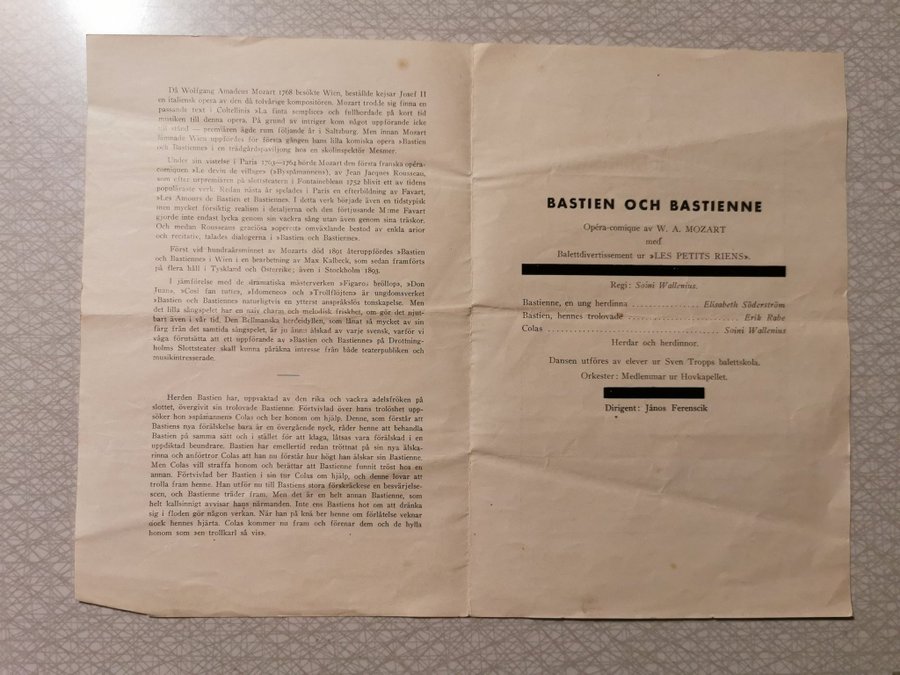 Då Wolfgang Amadeus Mozart 1768 besökte Wien, beställde kejsar Josef II
en italiensk opera av den då tolvårige kompositören. Mozart trodde sig finna en
passande text i Coltellinis »La finta semplice» och fullbordade på kort tid
musiken till denna opera. På grund av intriger kom något uppförande icke
till stånd — premiären ägde rum följande år i Salzburg. Men innan Mozart
lämnade Wien uppfördes för första gången hans lilla komiska opera »Bastien
och Bastienne» i en trädgårdspaviljong hos en skolinspektör Mesmer.
Under sin vistelse i Paris 1763—1764 hörde Mozart den första franska opéra-
comiquen »Le devin de village» (»Byspåmannen»), av Jean Jacques Rousseau,
som efter urpremiären på slottsteatern i Fontainebleau 1752 blivit ett av tidens
populäraste verk. Redan nästa år spelades i Paris en efterbildning av Favart,
»Les Amours de Bastien et Bastienne». I detta verk började även en tidstypisk
men mycket försiktig realism i detaljerna och den förtjusande M:me Favart
gjorde inte endast lycka genom sin vackra sång utan även genom sina träskor.
Och medan Rousseaus graciösa »operett» omväxlande bestod av enkla arior
och recitativ, talades dialogerna i »Bastien och Bastienne».
Först vid hundraårsminnet av Mozarts död 1891 återuppfördes »Bastien
och Bastienne» i Wien i en bearbetning av Max Kalbeck, som sedan framförts
på flera håll i Tyskland och Österrike; även i Stockholm 1893.
I jämförelse med de dramatiska mästerverken »Figaros bröllop», »Don
Juan», »Cosi fan tutte», »Idomeneo» och »Trollflöjten» är ungdomsverket
»Bastien och Bastienne» naturligtvis en ytterst anspråkslös tonskapelse. Men
det lilla sångspelet har en naiv charm och melodisk friskhet, om gör det njut-
bart även i vår tid. Den Bellmanska herdeidyllen, som lånat så mycket av sin
färg från det samtida sångspelet, är ju ännu älskad av varje svensk, varför vi
våga förutsätta att ett uppförande av »Bastien och Bastienne» på Drottning-
holms Slottsteater skall kunna påräkna intresse från både teaterpubliken och
musikintresserade.
Herden Bastien har, uppvaktad av den rika och vackra adelsfröken på
slottet, övergivit sin trolovade Bastienne. Förtvivlad över hans trolöshet upp-
söker hon »spåmannen» Colas och ber honom om hjälp. Denne, som förstår att
Bastiens nya förälskelse bara är en övergående nyck, råder henne att behandla
Bastien på samma sätt och i stället för att klaga, låtsas vara förälskad i en
uppdiktad beundrare. Bastien har emellertid redan tröttnat på sin nya älska-
rinna och anförtror Colas att han nu förstår hur högt han älskar sin Bastienne.
Men Colas vill straffa honom och berättar att Bastienne funnit tröst hos en
annan. Förtvivlad ber Bastien i sin tur Colas om hjälp, och denne lovar att
trolla fram henne. Han utför nu till Bastiens stora förskräckese en besvärjelse-
scen, och Bastienne träder fram. Men det är en helt annan Bastienne, som
helt kallsinnigt avvisar hans närmanden. Inte ens Bastiens hot om att dränka
sig i floden gör någon verkan. När han på knä ber henne om förlåtelse veknar
dock hennes hjärta. Colas kommer nu fram och förenar dem och de hylla
honom som »en trollkarl så vis».
BASTIEN OCH BASTIENNE
Opéra-comique av W. A. MOZART
med
Balettdivertissement ur »LES PETITS RIENS».
Regi: Soini Wallenius.
Bastienne, en ung herdinna .................... Elisabeth Söderström
Bastien, hennes trolovade .............................. Erik Rabe
Colas ........................................ Soini Wallenius
Herdar och herdinnor.
Dansen utföres av elever ur Sven Tropps balettskola.
Orkester: Medlemmar ur Hovkapellet.
Dirigent: János Ferenscik